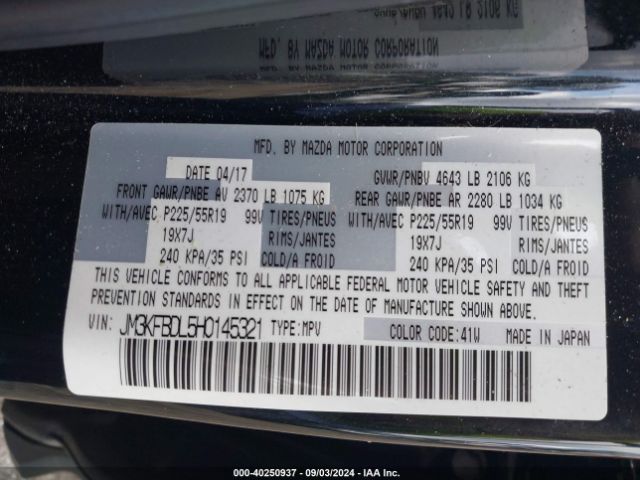 MFD. BY MAZDA MOTOR CORPORATION
DATE 04/17 GVWR/PNBV 4643 LB 2106 KG
FRONT GAWR/PNBE AV 2370 LB 1075 KG REAR GAWR/PNBE AR 2280 LB 1034 KG
WITH/AVEC P225/55R19 99V TIRES/PNEUS WITH/AVEC P225/55R19 99V TIRES/PNEUS
19X7J RIMS/JANTES 19X7J RIMS/JANTES
240 KPA/35 PSI COLD/A FROID 240 KPA/35 PSI COLD/A FROID
THIS VEHICLE CONFORMS TO ALL APPLICABLE FEDERAL MOTOR VEHICLE SAFETY AND THEFT
PREVENTION STANDARDS IN EFFECT ON THE DATE OF MANUFACTURE SHOWN ABOVE.
VIN: JM3KFBDL5H0145321 TYPE:MPV COLOR CODE:41W MADE IN JAPAN
000-40250937 - 09/03/2024 - IAA Inc.